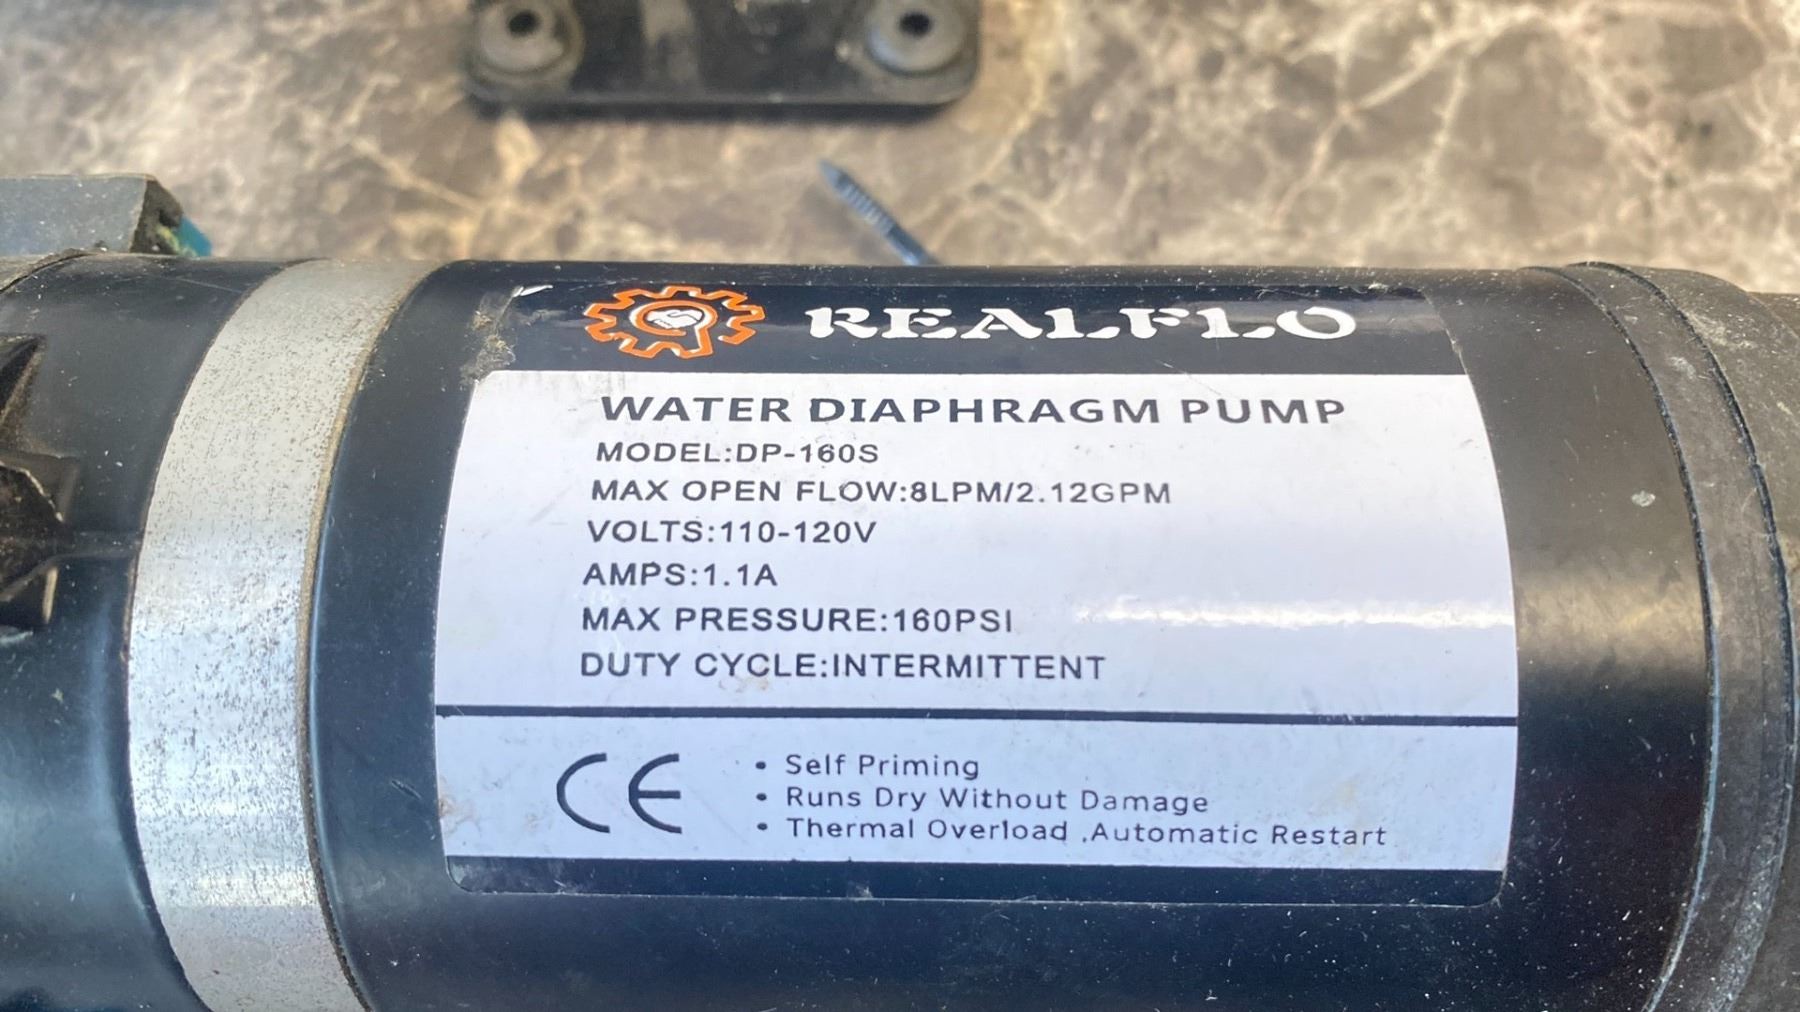 REALFLO
WATER DIAPHRAGM PUMP
MODEL:DP-160S
MAX OPEN FLOW:8LPM/2.12GPM
VOLTS:110-120V
AMPS:1.1A
MAX PRESSURE:160PSI
DUTY CYCLE:INTERMITTENT
CE
• Self Priming
• Runs Dry Without Damage
• Thermal Overload .Automatic Restart